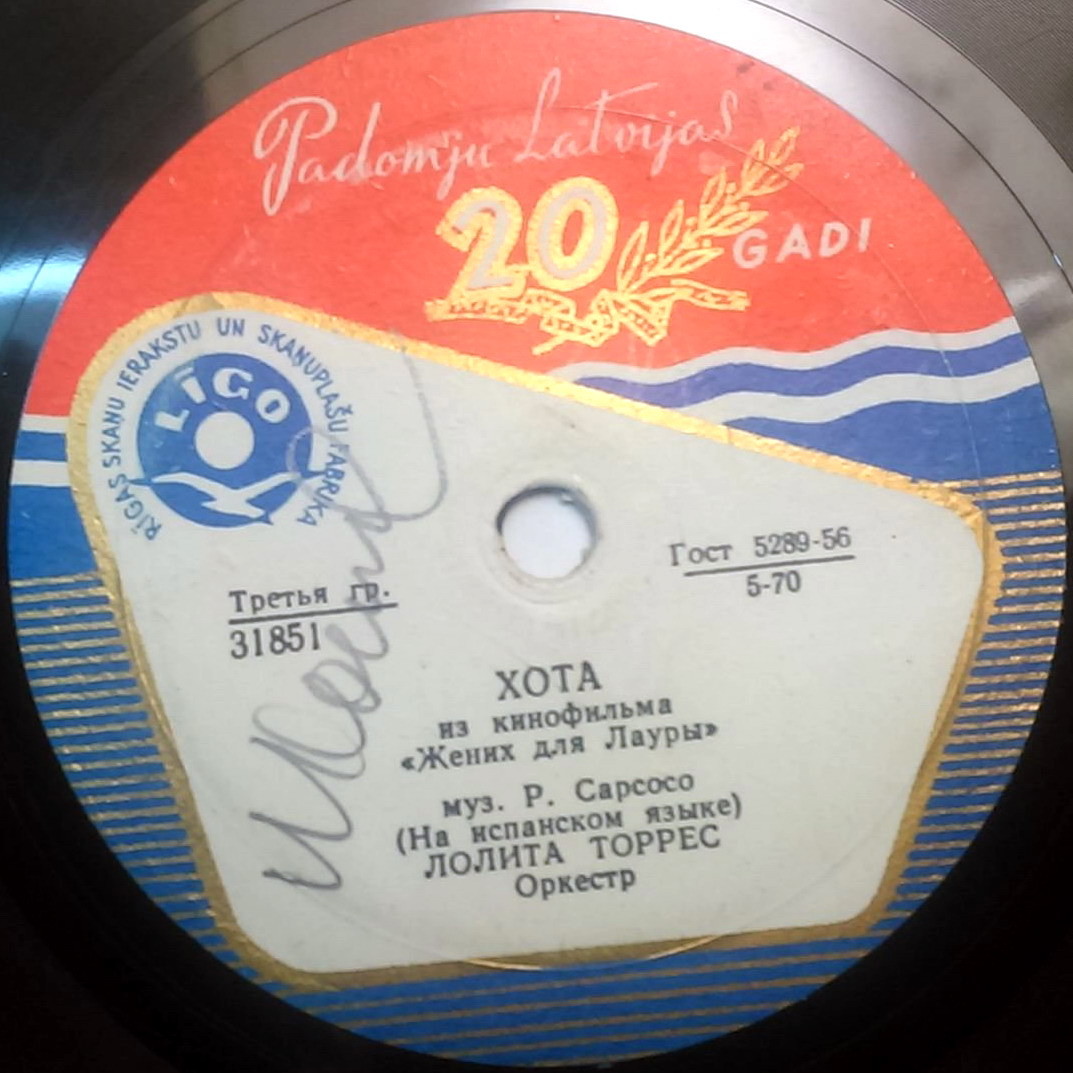 Padomju Latvijas
20 GADI
RĪGAS SKAŅU IERAKSTU UN SKAŅUPLAŠU FABRIKA
LĪGO
Третья гр.
31851
Гост 5289-56
5-70
ХОТА
из кинофильма
«Жених для Лауры»
муз. Р. Сарсосо
(На испанском языке)
ЛОЛИТА ТОРРЕС
Оркестр